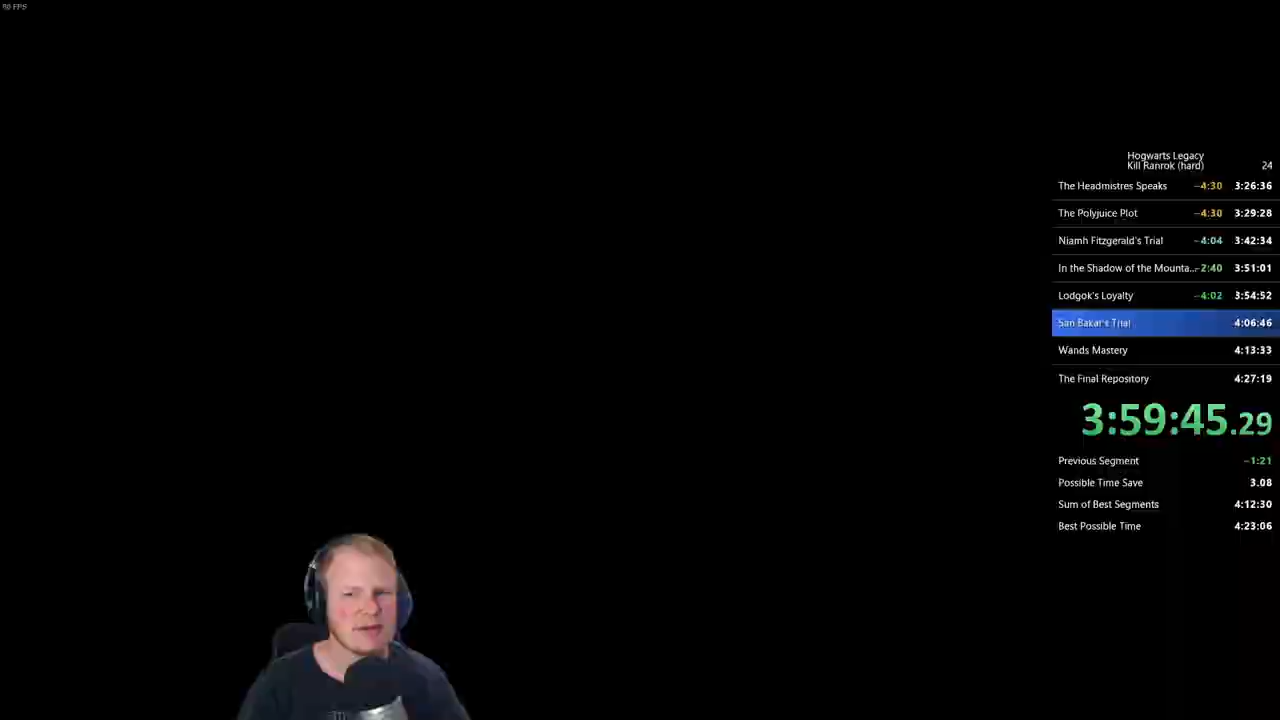 Hogwarts Legacy
Kill Ranrok (hard) 24
The Headmistres Speaks -4:30 3:26:36
The Polyjuice Plot -4:30 3:29:28
Niamh Fitzgerald's Trial -4:04 3:42:34
In the Shadow of the Mounta... -2:40 3:51:01
Lodgok's Loyalty -4:02 3:54:52
San Bakar's Trial 4:06:46
Wands Mastery 4:13:33
The Final Repository 4:27:19
3:59:45.29
Previous Segment -1:21
Possible Time Save 3.08
Sum of Best Segments 4:12:30
Best Possible Time 4:23:06